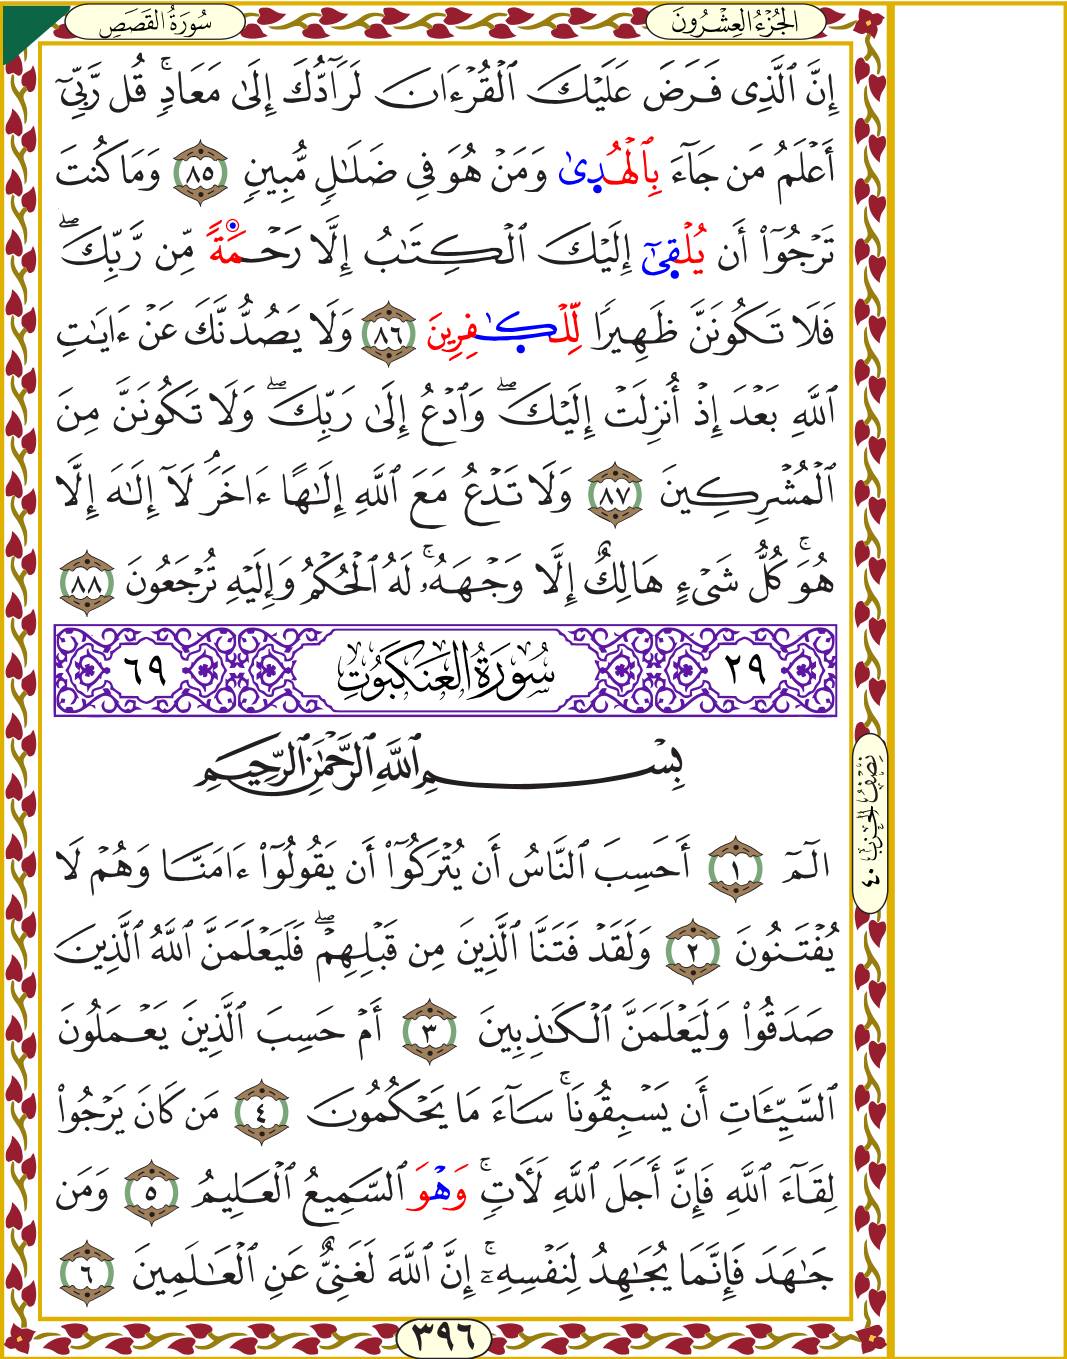 الجُزْءُ العِشْرُونَ
سُورَةُ القَصَصِ
إِنَّ ٱلَّذِى فَرَضَ عَلَيْكَ ٱلْقُرْءَانَ لَرَآدُّكَ إِلَىٰ مَعَادٍ ۚ قُل رَّبِّىٓ
أَعْلَمُ مَن جَآءَ بِٱلْهُدِىٰ وَمَنْ هُوَ فِى ضَلَـٰلٍ مُّبِينٍ ٨٥ وَمَا كُنتَ
تَرْجُوٓا۟ أَن يُلْقِىٰٓ إِلَيْكَ ٱلْكِتَـٰبُ إِلَّا رَحْمَةً مِّن رَّبِّكَ ۖ
فَلَا تَكُونَنَّ ظَهِيرًا لِّلْكَـٰفِرِينَ ٨٦ وَلَا يَصُدُّنَّكَ عَنْ ءَايَـٰتِ
ٱللَّهِ بَعْدَ إِذْ أُنزِلَتْ إِلَيْكَ ۖ وَٱدْعُ إِلَىٰ رَبِّكَ ۖ وَلَا تَكُونَنَّ مِنَ
ٱلْمُشْرِكِينَ ٨٧ وَلَا تَدْعُ مَعَ ٱللَّهِ إِلَـٰهًا ءَاخَرَ ۘ لَآ إِلَـٰهَ إِلَّا
هُوَ ۚ كُلُّ شَىْءٍ هَالِكٌ إِلَّا وَجْهَهُۥ ۚ لَهُ ٱلْحُكْمُ وَإِلَيْهِ تُرْجَعُونَ ٨٨
٢٩ سُورَةُ العَنكَبُوتِ ٦٩
بِسْمِ ٱللَّهِ ٱلرَّحْمَـٰنِ ٱلرَّحِيمِ
الٓمٓ ١ أَحَسِبَ ٱلنَّاسُ أَن يُتْرَكُوٓا۟ أَن يَقُولُوٓا۟ ءَامَنَّا وَهُمْ لَا
يُفْتَنُونَ ٢ وَلَقَدْ فَتَنَّا ٱلَّذِينَ مِن قَبْلِهِمْ ۖ فَلَيَعْلَمَنَّ ٱللَّهُ ٱلَّذِينَ
صَدَقُوا۟ وَلَيَعْلَمَنَّ ٱلْكَـٰذِبِينَ ٣ أَمْ حَسِبَ ٱلَّذِينَ يَعْمَلُونَ
ٱلسَّيِّـَٔاتِ أَن يَسْبِقُونَا ۚ سَآءَ مَا يَحْكُمُونَ ٤ مَن كَانَ يَرْجُوا۟
لِقَآءَ ٱللَّهِ فَإِنَّ أَجَلَ ٱللَّهِ لَـَٔاتٍ ۚ وَهْوَ ٱلسَّمِيعُ ٱلْعَلِيمُ ٥ وَمَن
جَـٰهَدَ فَإِنَّمَا يُجَـٰهِدُ لِنَفْسِهِۦٓ ۚ إِنَّ ٱللَّهَ لَغَنِىٌّ عَنِ ٱلْعَـٰلَمِينَ ٦
نِصْفُ الحِزْبِ ٤٠
٣٩٦